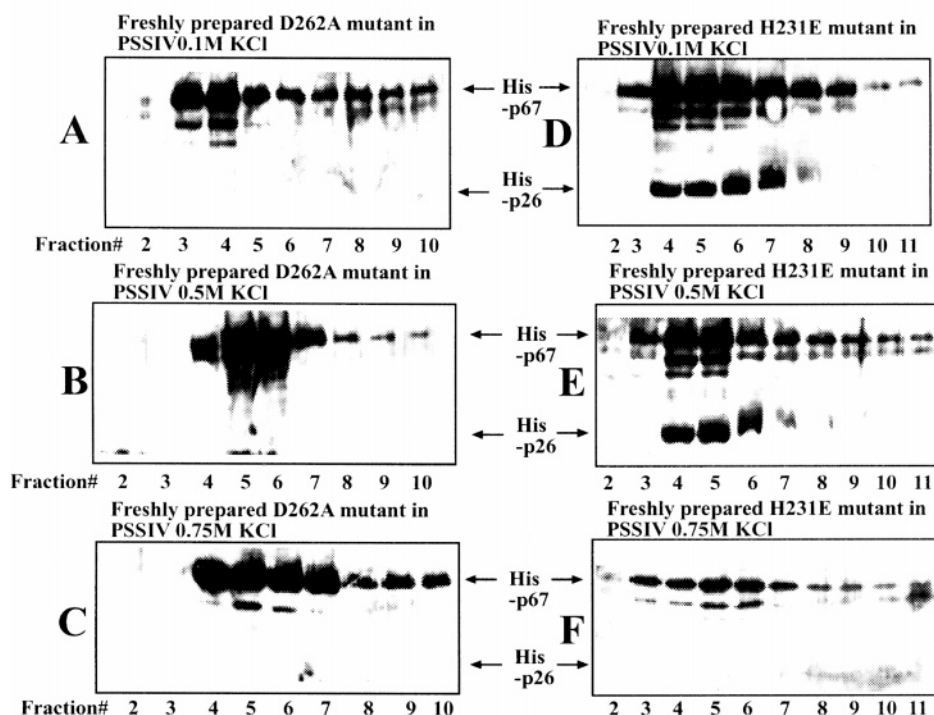 Freshly prepared D262A mutant in
PSSIV0.1M KCl
A
His
-p67
His
-p26
Fraction# 2 3 4 5 6 7 8 9 10
Freshly prepared H231E mutant in
PSSIV0.1M KCl
D
2 3 4 5 6 7 8 9 10 11
Freshly prepared D262A mutant in
PSSIV 0.5M KCl
B
His
-p67
His
-p26
Fraction# 2 3 4 5 6 7 8 9 10
Freshly prepared H231E mutant in
PSSIV 0.5M KCl
E
2 3 4 5 6 7 8 9 10 11
Freshly prepared D262A mutant in
PSSIV 0.75M KCl
C
His
-p67
His
-p26
Fraction# 2 3 4 5 6 7 8 9 10
Freshly prepared H231E mutant in
PSSIV 0.75M KCl
F
2 3 4 5 6 7 8 9 10 11